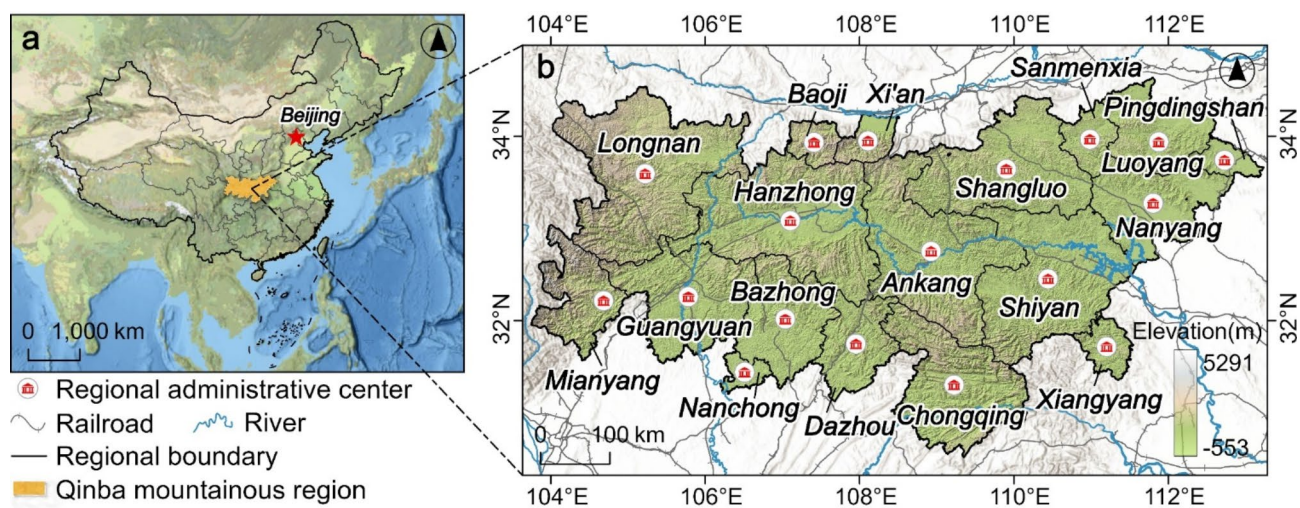 a
Beijing
0 1,000 km
Regional administrative center
Railroad
River
Regional boundary
Qinba mountainous region
104°E
106°E
108°E
110°E
112°E
b
34°N
32°N
34°N
32°N
Sanmenxia
Baoji
Xi'an
Pingdingshan
Longnan
Luoyang
Hanzhong
Shangluo
Nanyang
Ankang
Bazhong
Shiyan
Guangyuan
Mianyang
Nanchong
Dazhou
Chongqing
Xiangyang
Elevation(m)
5291
-553
0 100 km
104°E
106°E
108°E
110°E
112°E